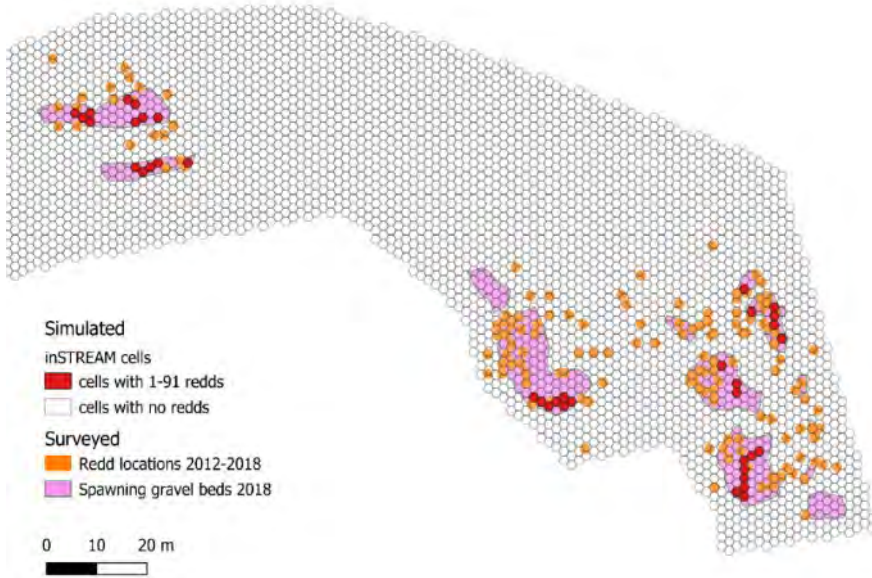 Simulated
inSTREAM cells
cells with 1-91 redds
cells with no redds
Surveyed
Redd locations 2012-2018
Spawning gravel beds 2018
0 10 20 m